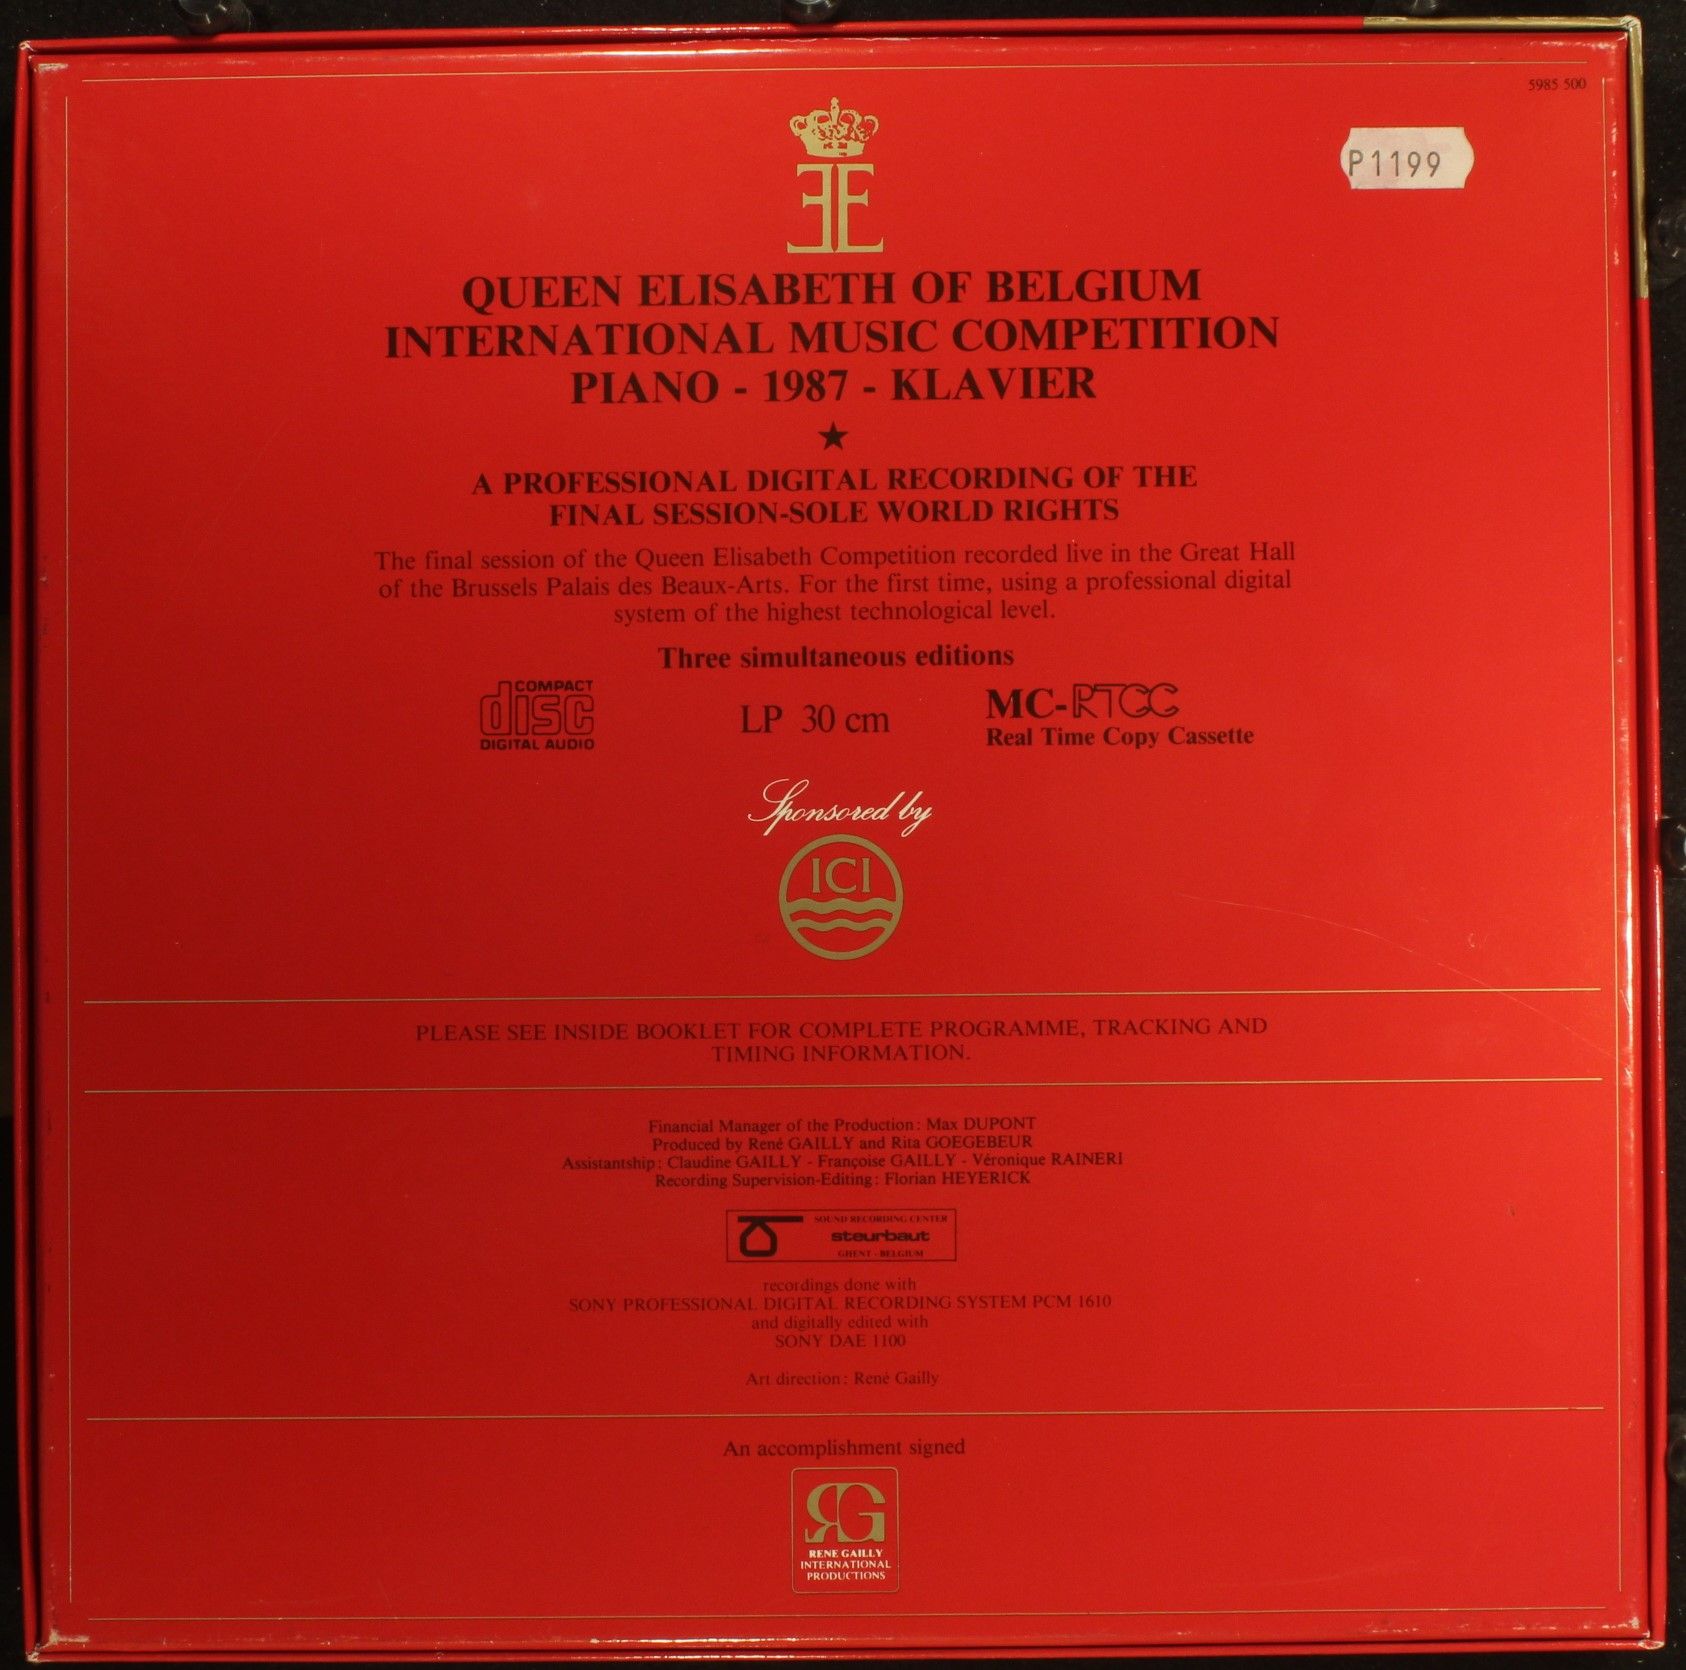 5985 500
P1199
QUEEN ELISABETH OF BELGIUM
INTERNATIONAL MUSIC COMPETITION
PIANO - 1987 - KLAVIER
★
A PROFESSIONAL DIGITAL RECORDING OF THE
FINAL SESSION-SOLE WORLD RIGHTS
The final session of the Queen Elisabeth Competition recorded live in the Great Hall
of the Brussels Palais des Beaux-Arts. For the first time, using a professional digital
system of the highest technological level.
Three simultaneous editions
COMPACT
disc
DIGITAL AUDIO
LP 30 cm
MC-RTCC
Real Time Copy Cassette
Sponsored by
ICI
PLEASE SEE INSIDE BOOKLET FOR COMPLETE PROGRAMME, TRACKING AND
TIMING INFORMATION.
Financial Manager of the Production : Max DUPONT
Produced by René GAILLY and Rita GOEGEBEUR
Assistantship : Claudine GAILLY - Françoise GAILLY - Véronique RAINERI
Recording Supervision-Editing : Florian HEYERICK
SOUND RECORDING CENTER
steurbaut
GHENT - BELGIUM
recordings done with
SONY PROFESSIONAL DIGITAL RECORDING SYSTEM PCM 1610
and digitally edited with
SONY DAE 1100
Art direction : René Gailly
An accomplishment signed
RG
RENE GAILLY
INTERNATIONAL
PRODUCTIONS